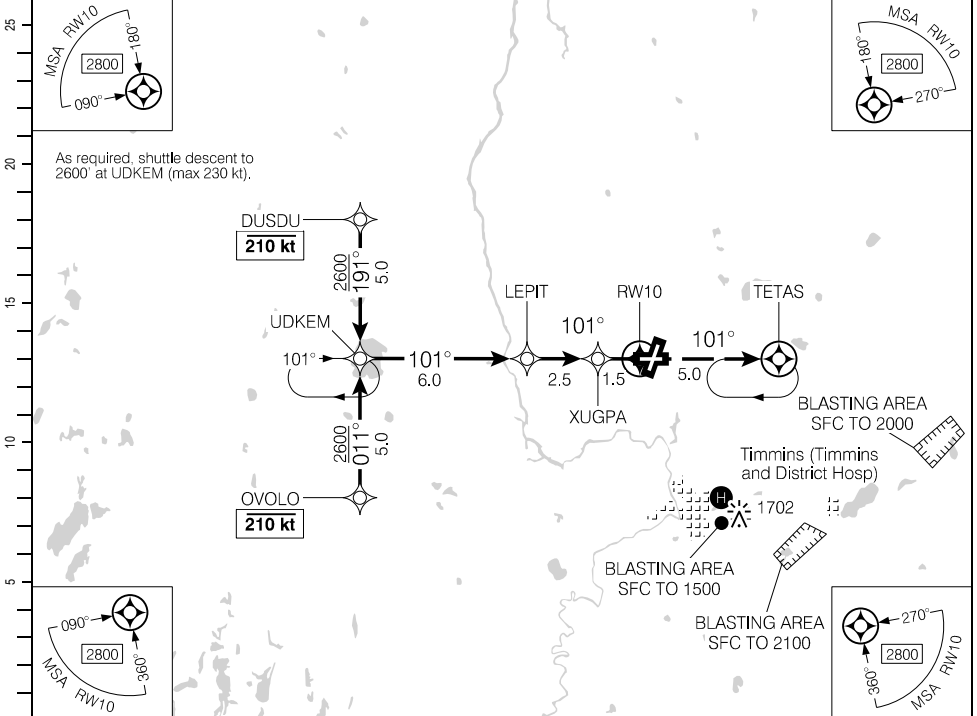 25
20
15
10
5
MSA RW10
180°
2800
090°
MSA RW10
180°
2800
270°
As required, shuttle descent to
2600' at UDKEM (max 230 kt).
DUSDU
210 kt
2600
191°
5.0
UDKEM
101°
101°
6.0
LEPIT
2.5
101°
XUGPA
1.5
RW10
101°
5.0
TETAS
2600
011°
5.0
OVOLO
210 kt
BLASTING AREA
SFC TO 2000
Timmins (Timmins
and District Hosp)
H
1702
BLASTING AREA
SFC TO 1500
BLASTING AREA
SFC TO 2100
090°
2800
360°
MSA RW10
270°
2800
360°
MSA RW10